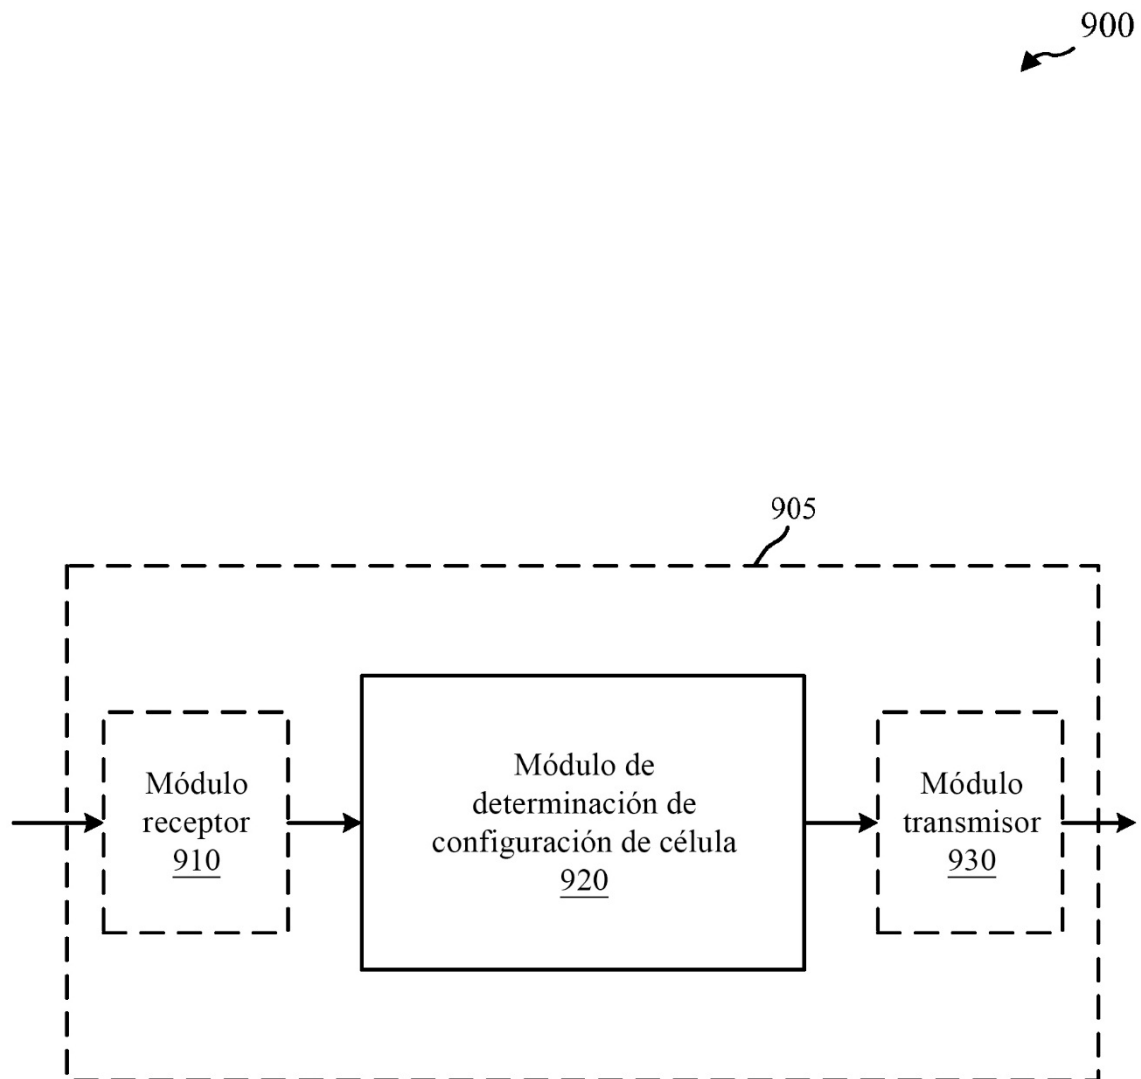 900
905
Módulo
receptor
910
Módulo de
determinación de
configuración de célula
920
Módulo
transmisor
930